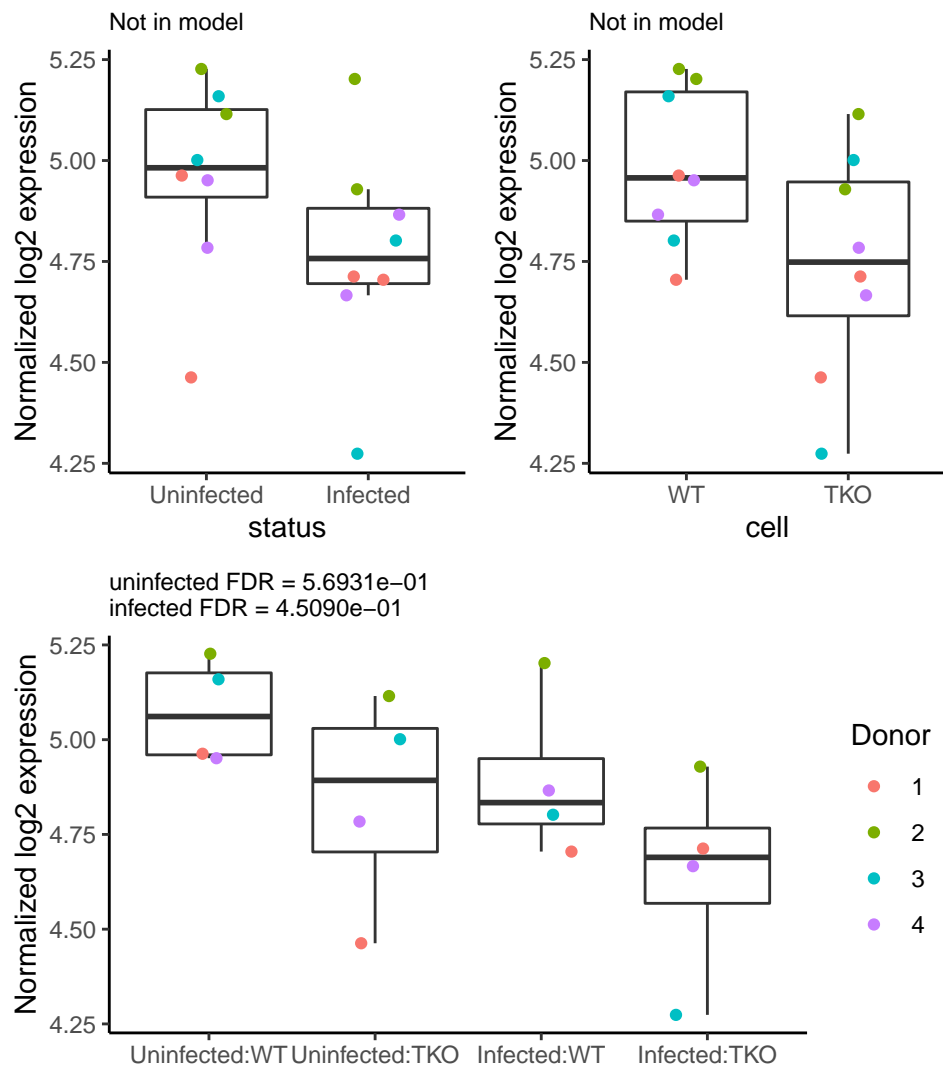 Not in model
Normalized log2 expression
5.25
5.00
4.75
4.50
4.25
Uninfected Infected
status
Not in model
Normalized log2 expression
5.25
5.00
4.75
4.50
4.25
WT TKO
cell
uninfected FDR = 5.6931e−01
infected FDR = 4.5090e−01
Normalized log2 expression
5.25
5.00
4.75
4.50
4.25
Uninfected:WT Uninfected:TKO Infected:WT Infected:TKO
Donor
1
2
3
4